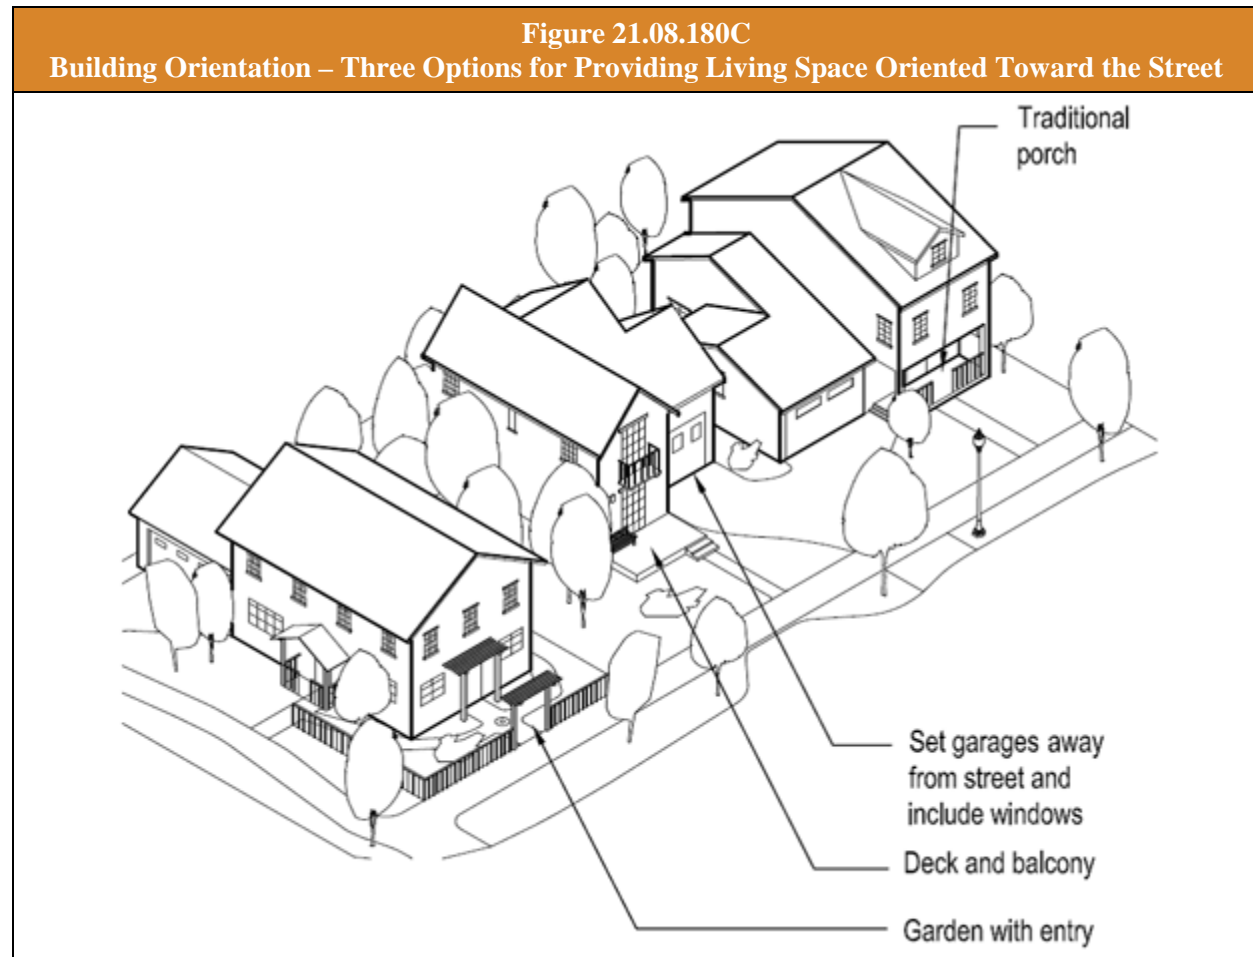 Figure 21.08.180C
Building Orientation – Three Options for Providing Living Space Oriented Toward the Street
Traditional
porch
Set garages away
from street and
include windows
Deck and balcony
Garden with entry